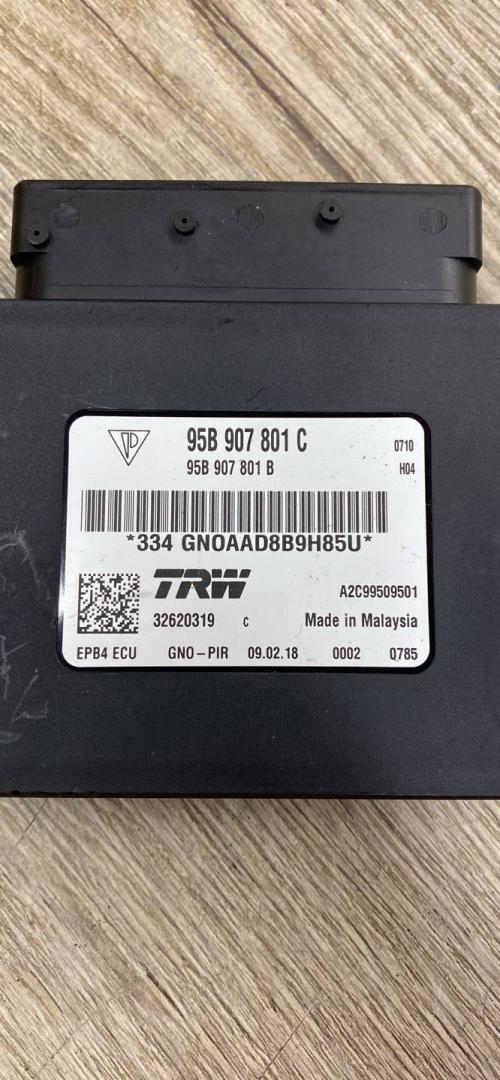 95B 907 801 C 0710
95B 907 801 B H04
*334 GN0AAD8B9H85U*
TRW A2C99509501
32620319 C Made in Malaysia
EPB4 ECU GNO-PIR 09.02.18 0002 0785